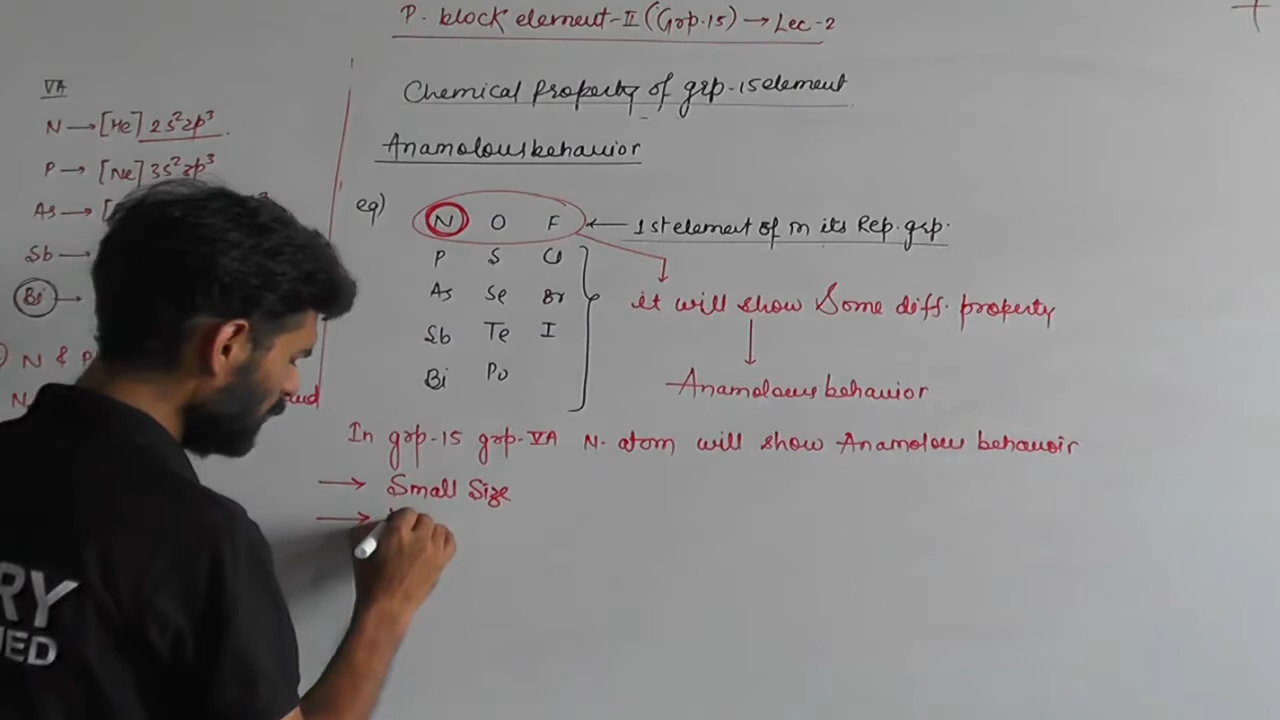 P. block element-II (Grp.15) → Lec-2
VA
N → [He] 2s²2p³
P → [Ne] 3s²3p³
As → [
Sb →
Bi →
N & P
Chemical Property of grp-15 element
Anamolous behavior
eg)
N O F ← 1st element of in its Rep. grp.
P S Cl
As Se Br
Sb Te I
Bi Po
it will show Some diff. property
Anamolous behavior
In grp-15 grp-VA N-atom will show Anamolous behavoir
→ Small Size
→
RY